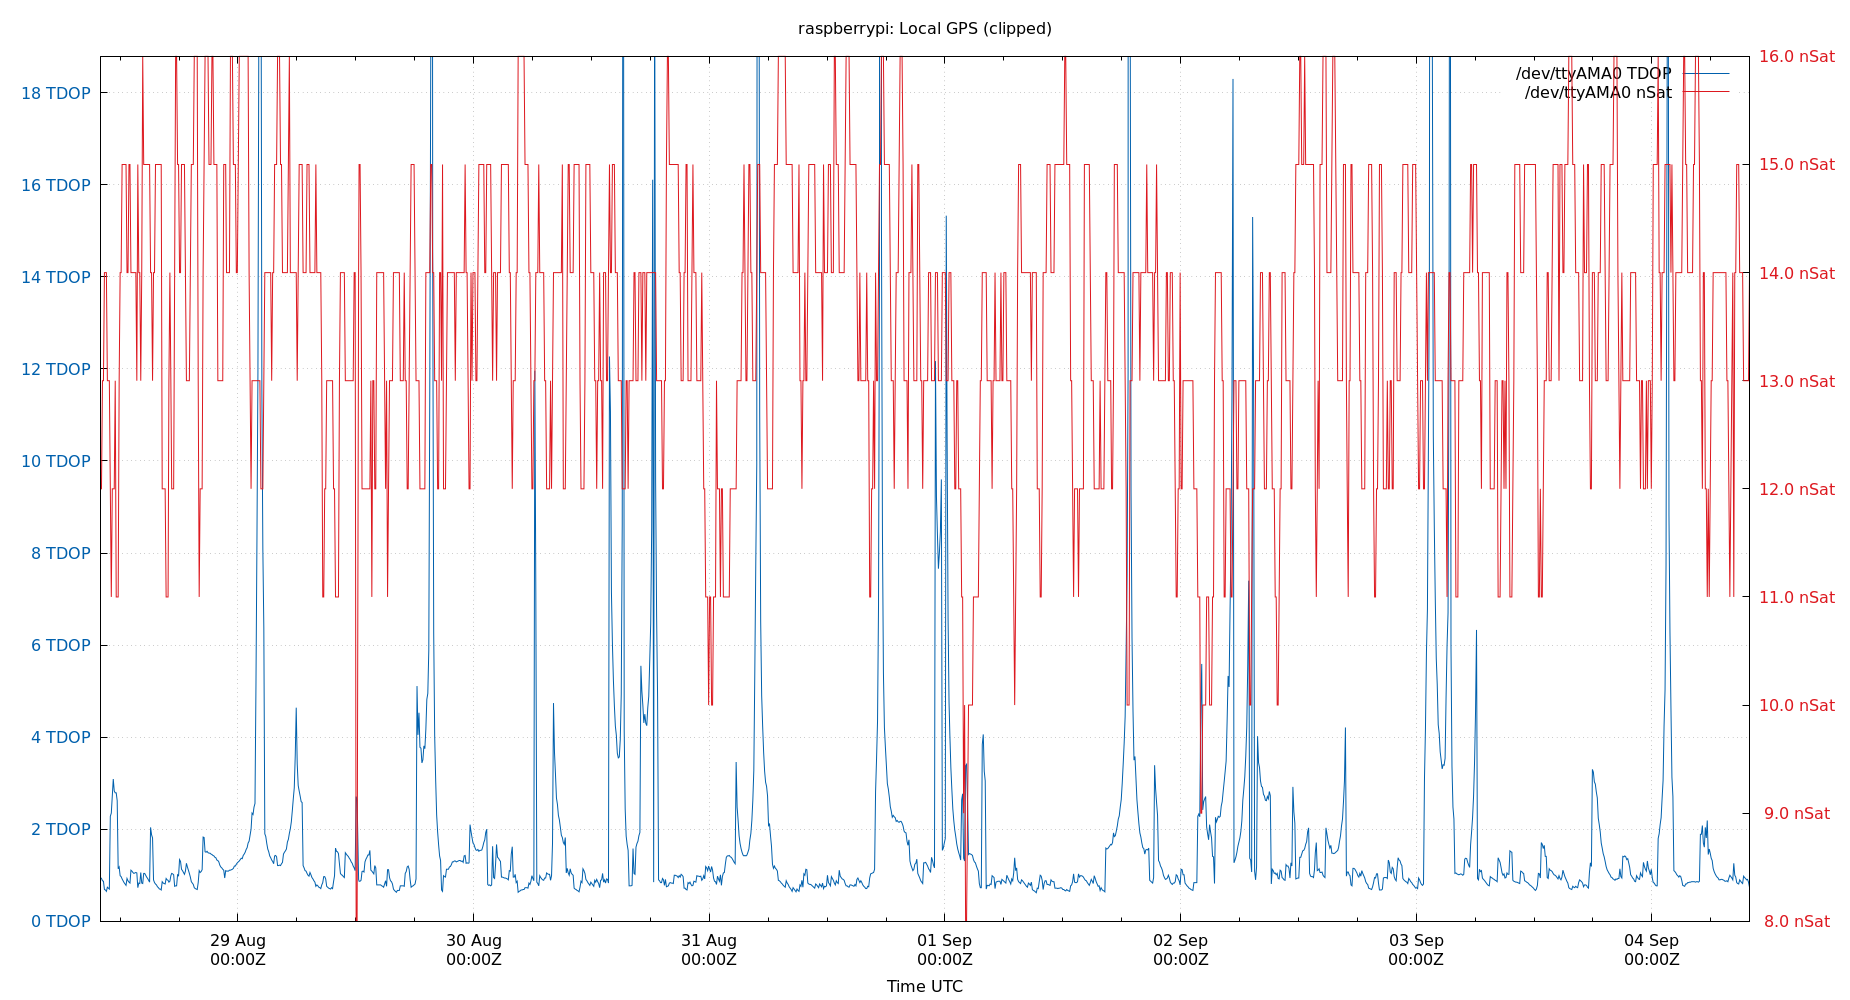 raspberrypi: Local GPS (clipped)
16.0 nSat
/dev/ttyAMA0 TDOP
18 TDOP
/dev/ttyAMA0 nSat
15.0 nSat
16 TDOP
14 TDOP
14.0 nSat
12 TDOP
13.0 nSat
10 TDOP
12.0 nSat
8 TDOP
11.0 nSat
6 TDOP
10.0 nSat
4 TDOP
9.0 nSat
2 TDOP
0 TDOP
8.0 nSat
29 Aug
00:00Z
30 Aug
00:00Z
31 Aug
00:00Z
01 Sep
00:00Z
02 Sep
00:00Z
03 Sep
00:00Z
04 Sep
00:00Z
Time UTC